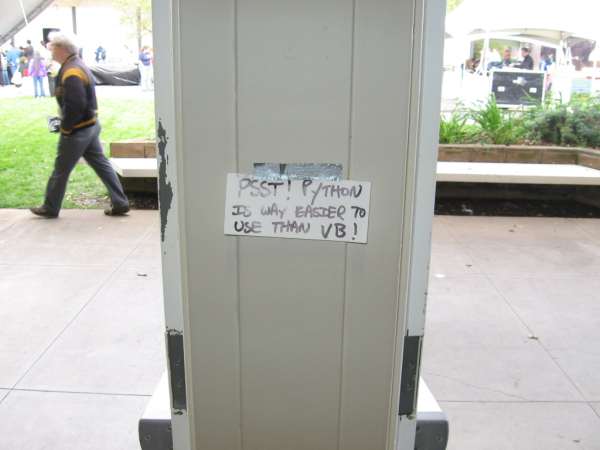 PSST! PYTHON
IS WAY EASIER TO
USE THAN VB!